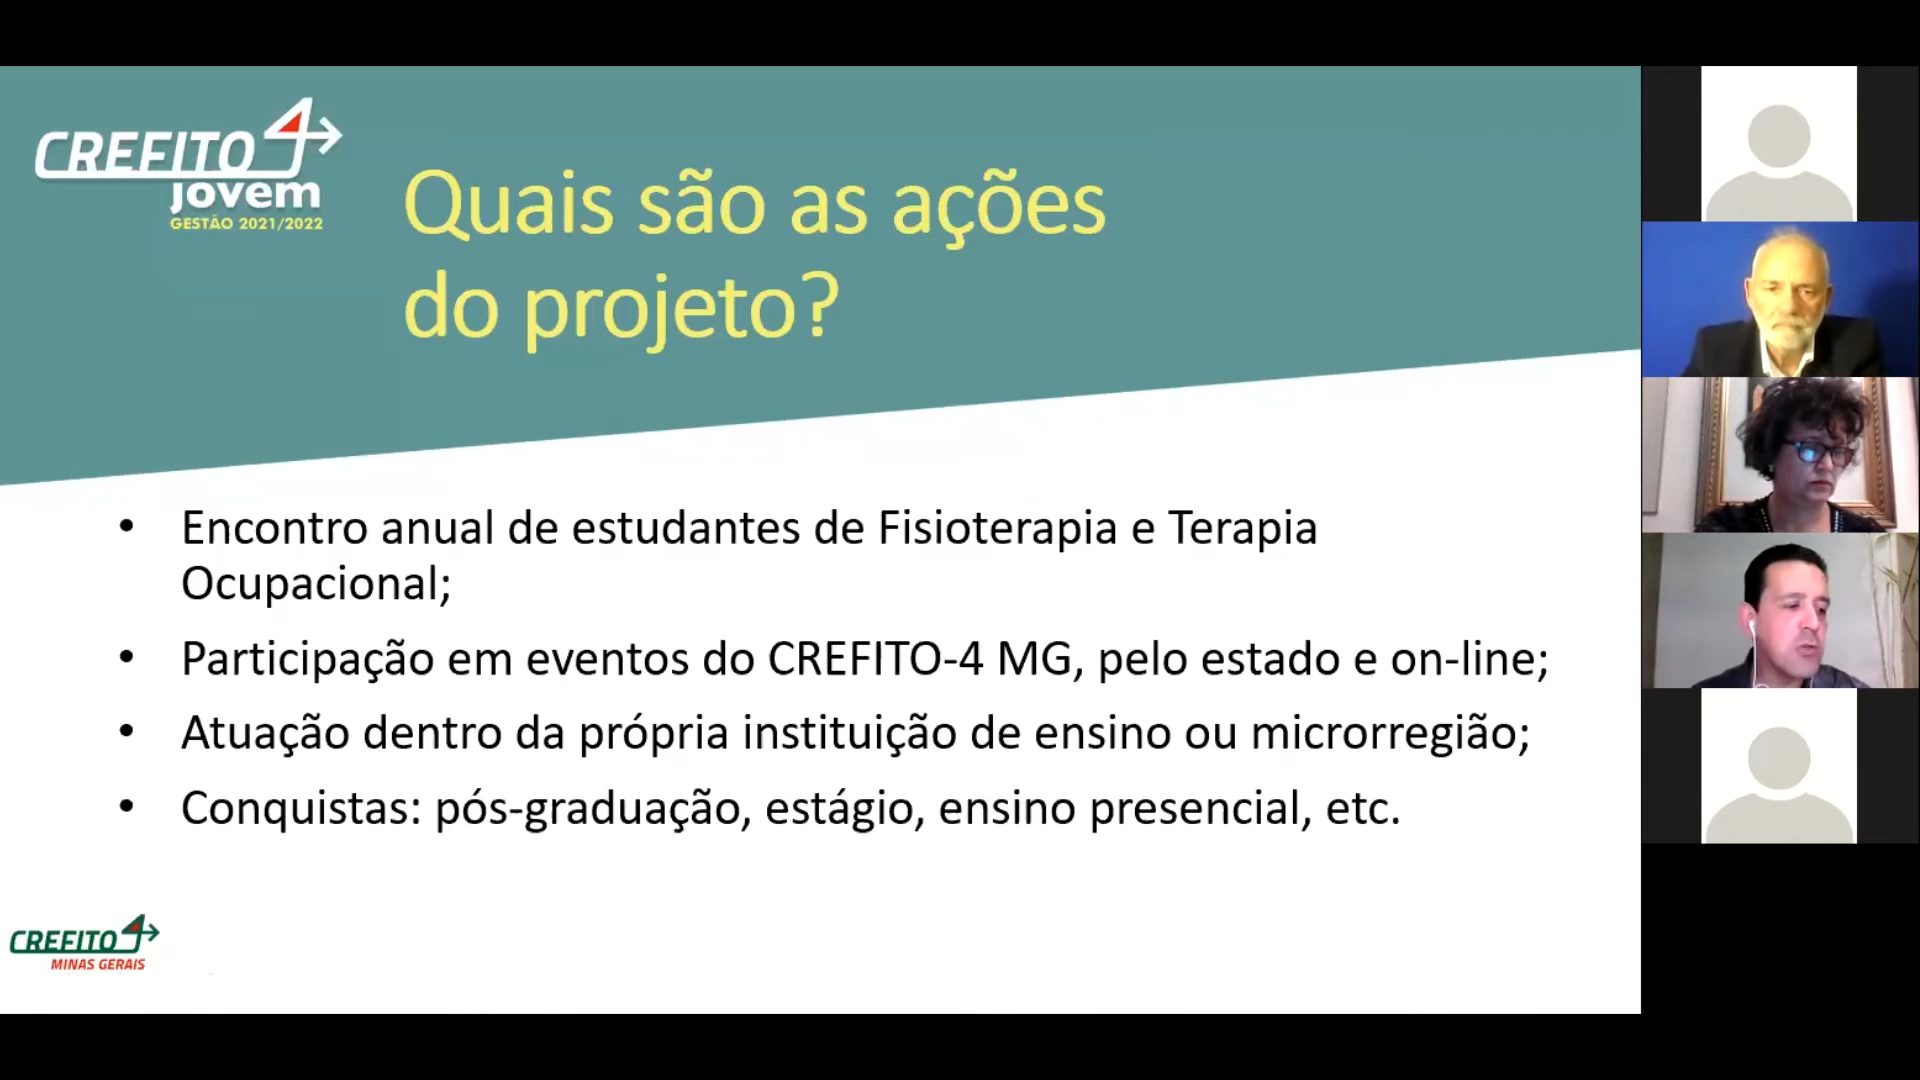 CREFITO 4
jovem
GESTÃO 2021/2022
Quais são as ações
do projeto?
• Encontro anual de estudantes de Fisioterapia e Terapia
Ocupacional;
• Participação em eventos do CREFITO-4 MG, pelo estado e on-line;
• Atuação dentro da própria instituição de ensino ou microrregião;
• Conquistas: pós-graduação, estágio, ensino presencial, etc.
CREFITO 4
MINAS GERAIS